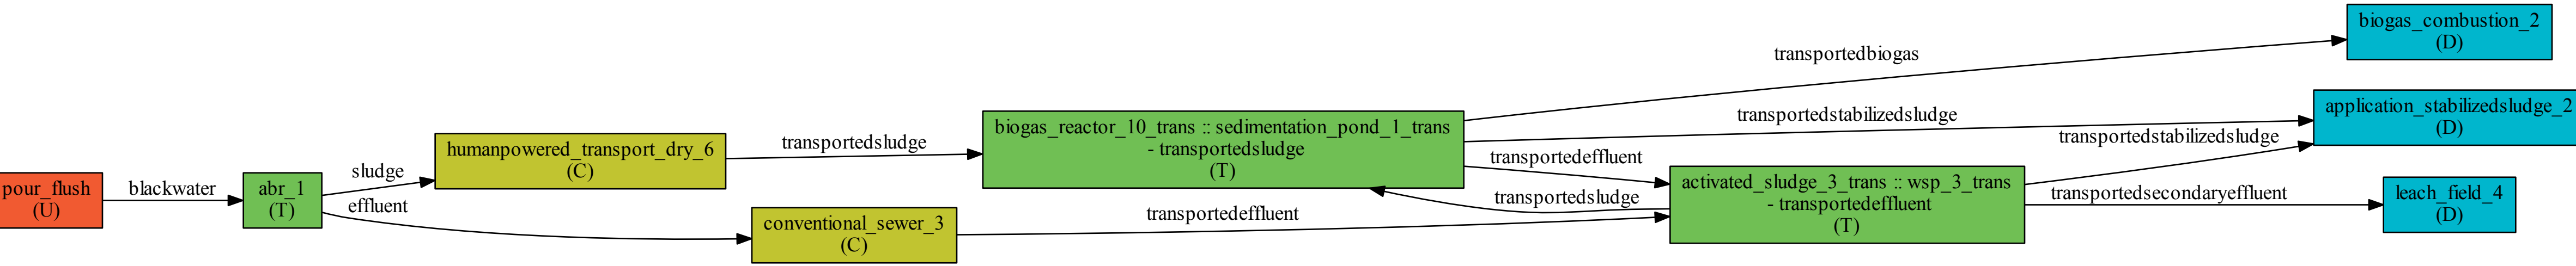 pour_flush
(U)
blackwater
abr_1
(T)
sludge
effluent
humanpowered_transport_dry_6
(C)
conventional_sewer_3
(C)
transportedsludge
transportedeffluent
biogas_reactor_10_trans :: sedimentation_pond_1_trans
- transportedsludge
(T)
transportedeffluent
transportedsludge
activated_sludge_3_trans :: wsp_3_trans
- transportedeffluent
(T)
transportedbiogas
transportedstabilizedsludge
transportedstabilizedsludge
transportedsecondaryeffluent
biogas_combustion_2
(D)
application_stabilizedsludge_2
(D)
leach_field_4
(D)